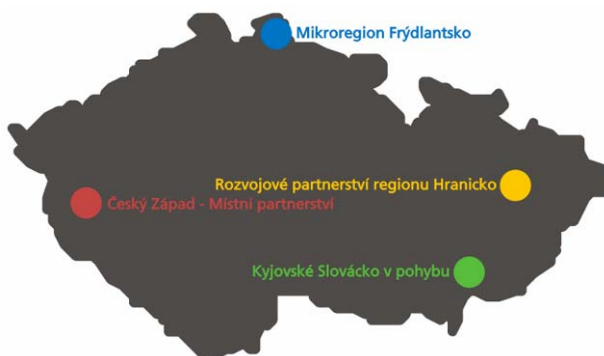 Mikroregion Frýdlantsko
Rozvojové partnerství regionu Hranicko
Český Západ - Místní partnerství
Kyjovské Slovácko v pohybu